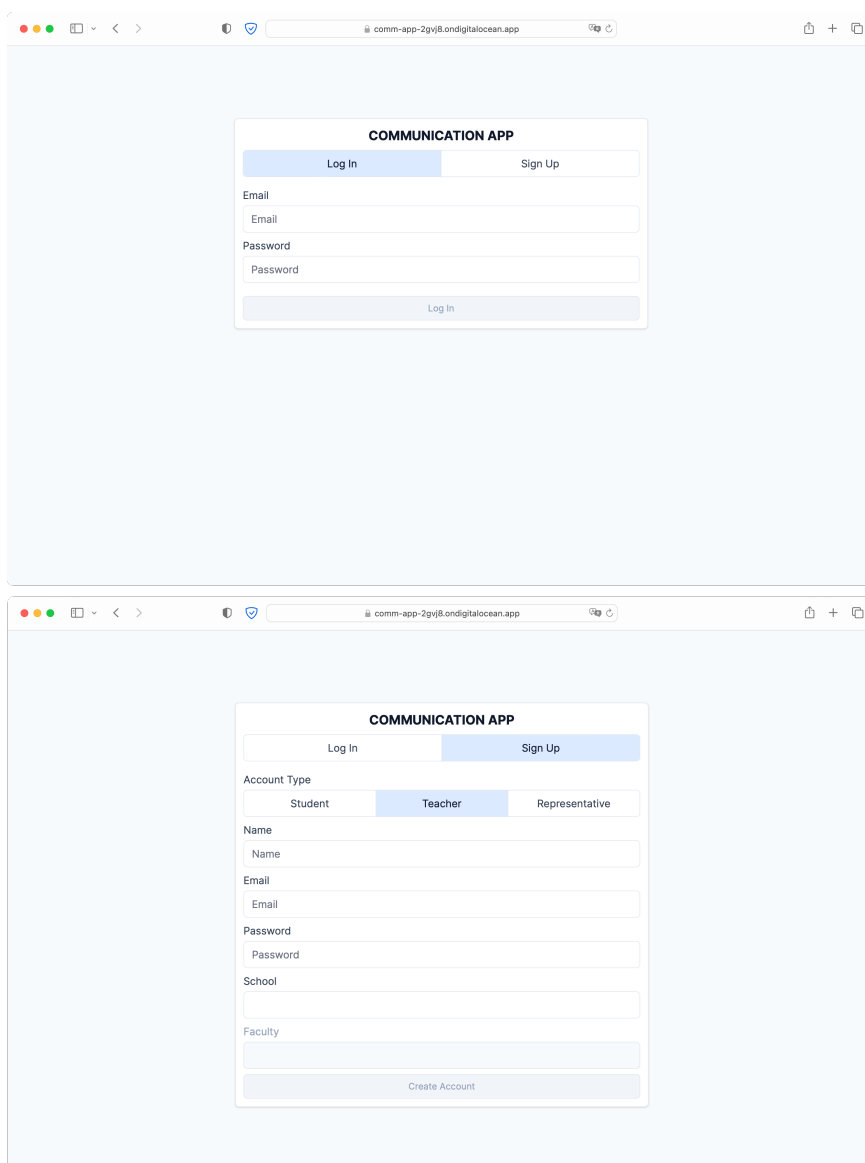 comm-app-2gvj8.ondigitalocean.app
COMMUNICATION APP
Log In Sign Up
Email
Email
Password
Password
Log In
comm-app-2gvj8.ondigitalocean.app
COMMUNICATION APP
Log In Sign Up
Account Type
Student Teacher Representative
Name
Name
Email
Email
Password
Password
School
Faculty
Create Account